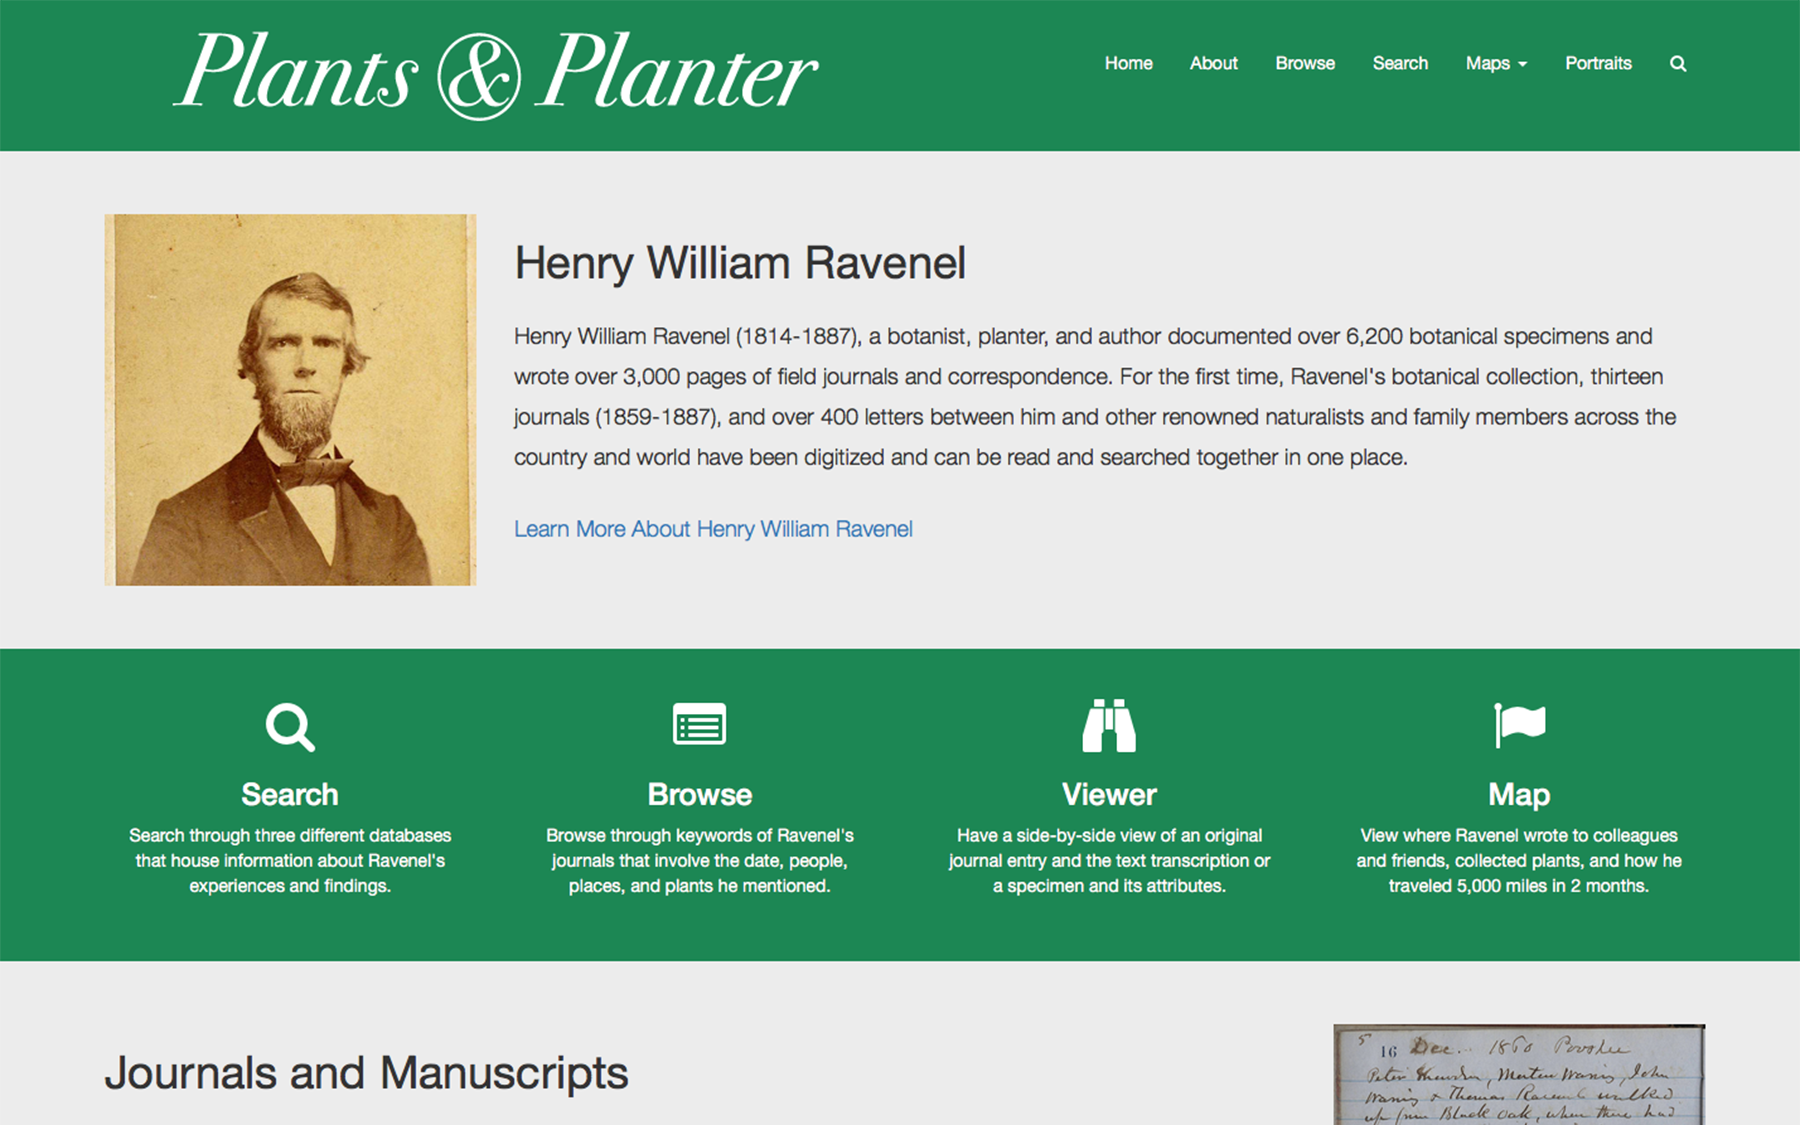 Plants & Planter
Home About Browse Search Maps Portraits
Henry William Ravenel
Henry William Ravenel (1814-1887), a botanist, planter, and author documented over 6,200 botanical specimens and
wrote over 3,000 pages of field journals and correspondence. For the first time, Ravenel's botanical collection, thirteen
journals (1859-1887), and over 400 letters between him and other renowned naturalists and family members across the
country and world have been digitized and can be read and searched together in one place.
Learn More About Henry William Ravenel
Search
Search through three different databases
that house information about Ravenel's
experiences and findings.
Browse
Browse through keywords of Ravenel's
journals that involve the date, people,
places, and plants he mentioned.
Viewer
Have a side-by-side view of an original
journal entry and the text transcription or
a specimen and its attributes.
Map
View where Ravenel wrote to colleagues
and friends, collected plants, and how he
traveled 5,000 miles in 2 months.
Journals and Manuscripts
5
16 Dec. 1860 Pooshee
Peter John
& Thomas Ravenel walked
up from Black Oak, where there had